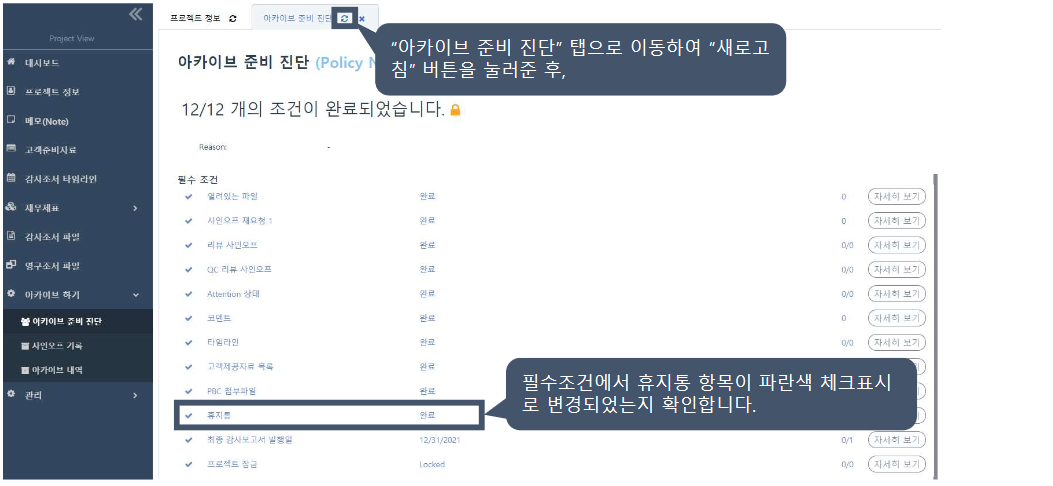 프로젝트 정보
아카이브 준비 진단
Project View
대시보드
프로젝트 정보
메모(Note)
고객준비자료
감사조서 타임라인
재무제표
감사조서 파일
영구조서 파일
아카이브 하기
아카이브 준비 진단
사인오프 기록
아카이브 내역
관리
"아카이브 준비 진단" 탭으로 이동하여 "새로고
침" 버튼을 눌러준 후,
아카이브 준비 진단 (Policy N
12/12 개의 조건이 완료되었습니다.
Reason: -
필수 조건
열려있는 파일 완료 0 자세히 보기
사인오프 재요청 1 완료 0 자세히 보기
리뷰 사인오프 완료 0/0 자세히 보기
QC 리뷰 사인오프 완료 0/0 자세히 보기
Attention 상태 완료 0/0 자세히 보기
코멘트 완료 0 자세히 보기
타임라인 완료 0/0 자세히 보기
고객제공자료 목록 완료
PBC 첨부파일 완료
휴지통 완료
필수조건에서 휴지통 항목이 파란색 체크표시
로 변경되었는지 확인합니다.
최종 감사보고서 발행일 12/31/2021 0/1 자세히 보기
프로젝트 잠금 Locked 0/0 자세히 보기